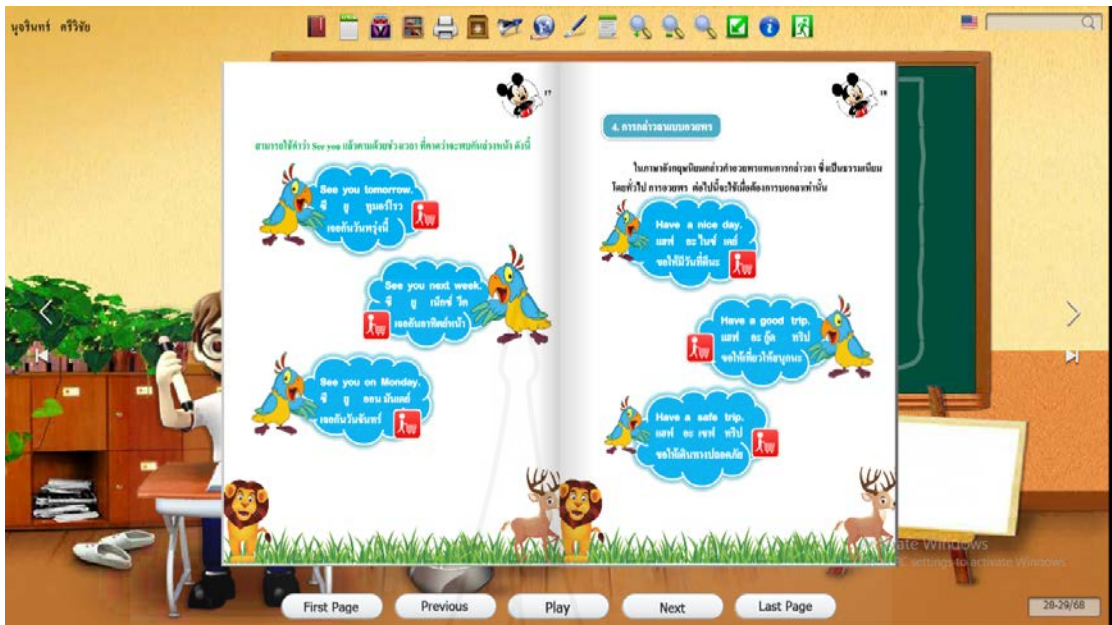 นูจรินทร์ ศรีวิชัย
17
สามารถใช้คำว่า See you แล้วตามด้วยช่วงเวลา ที่คาดว่าจะพบกันล่วงหน้า ดังนี้
See you tomorrow.
ซี ยู ทูมอร์โรว
เจอกันวันพรุ่งนี้
See you next week.
ซี ยู เน็กซ์ วีก
เจอกันอาทิตย์หน้า
See you on Monday.
ซี ยู ออน มันเดย์
เจอกันวันจันทร์
18
4. การกล่าวลาแบบอวยพร
ในภาษาอังกฤษนิยมกล่าวคำอวยพรแทนการกล่าวลา ซึ่งเป็นธรรมเนียม
โดยทั่วไป การอวยพร ต่อไปนี้จะใช้เมื่อต้องการบอกลาเท่านั้น
Have a nice day.
แฮฟ อะ ไนซ์ เดย์
ขอให้มีวันที่ดีนะ
Have a good trip.
แฮฟ อะ กู๊ด ทริป
ขอให้เที่ยวให้สนุกนะ
Have a safe trip.
แฮฟ อะ เซฟ ทริป
ขอให้เดินทางปลอดภัย
ate Windows
settings to activate Windows.
First Page
Previous
Play
Next
Last Page
28-29/68